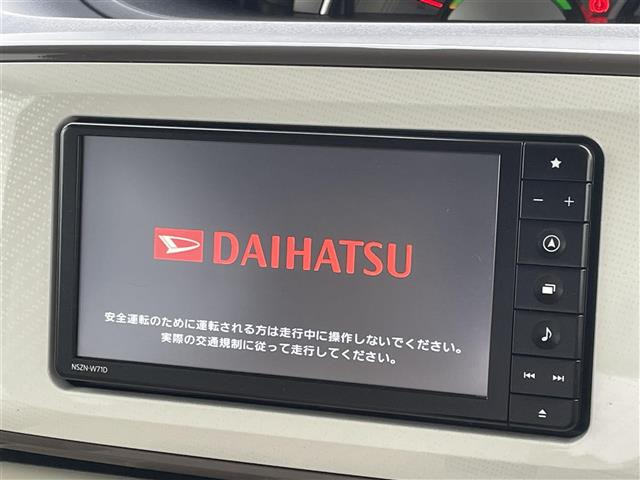 DAIHATSU
安全運転のために運転される方は走行中に操作しないでください。
実際の交通規制に従って走行してください。
NSZN-W71D